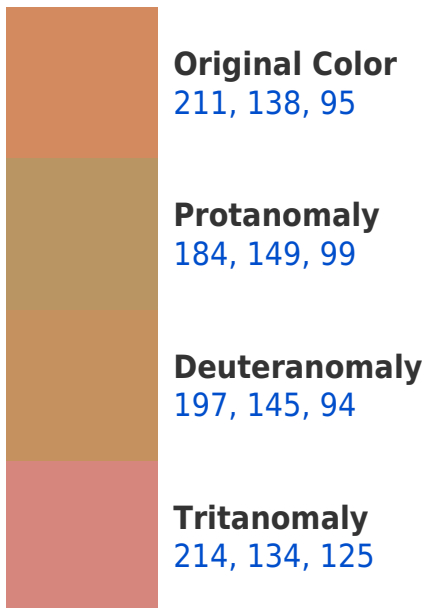 Original Color
211, 138, 95
Protanomaly
184, 149, 99
Deuteranomaly
197, 145, 94
Tritanomaly
214, 134, 125